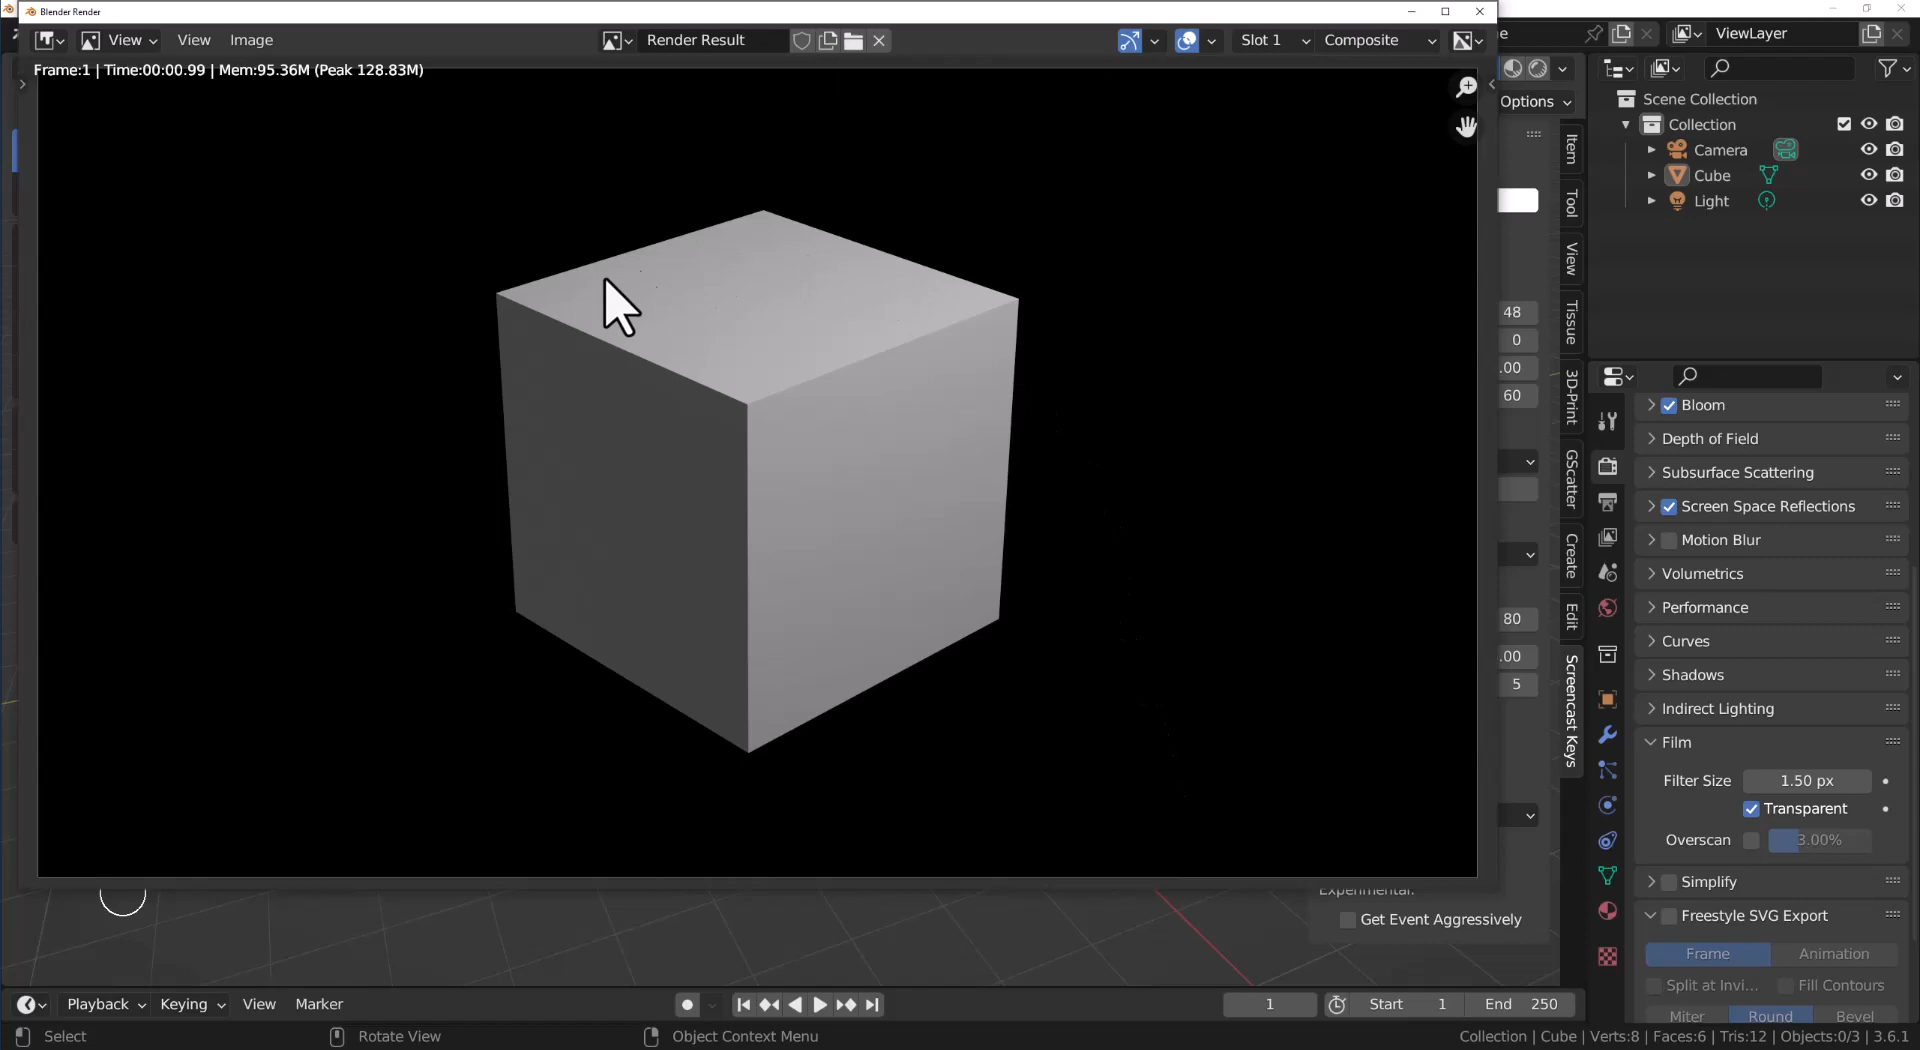 Blender Render
View View Image Render Result Slot 1 Composite
Frame:1 | Time:00:00.99 | Mem:95.36M (Peak 128.83M)
ViewLayer
Options
Scene Collection
Collection
Camera
Cube
Light
Item
Tool
View
Tissue
3D-Print
GScatter
Create
Edit
Screencast Keys
48
0
.00
60
80
.00
5
Bloom
Depth of Field
Subsurface Scattering
Screen Space Reflections
Motion Blur
Volumetrics
Performance
Curves
Shadows
Indirect Lighting
Film
Filter Size 1.50 px
Transparent
Overscan 3.00%
Simplify
Freestyle SVG Export
Frame Animation
Split at Invi... Fill Contours
Miter Round Bevel
Experimental:
Get Event Aggressively
Playback Keying View Marker 1 Start 1 End 250
Select Rotate View Object Context Menu Collection | Cube | Verts:8 | Faces:6 | Tris:12 | Objects:0/3 | 3.6.1